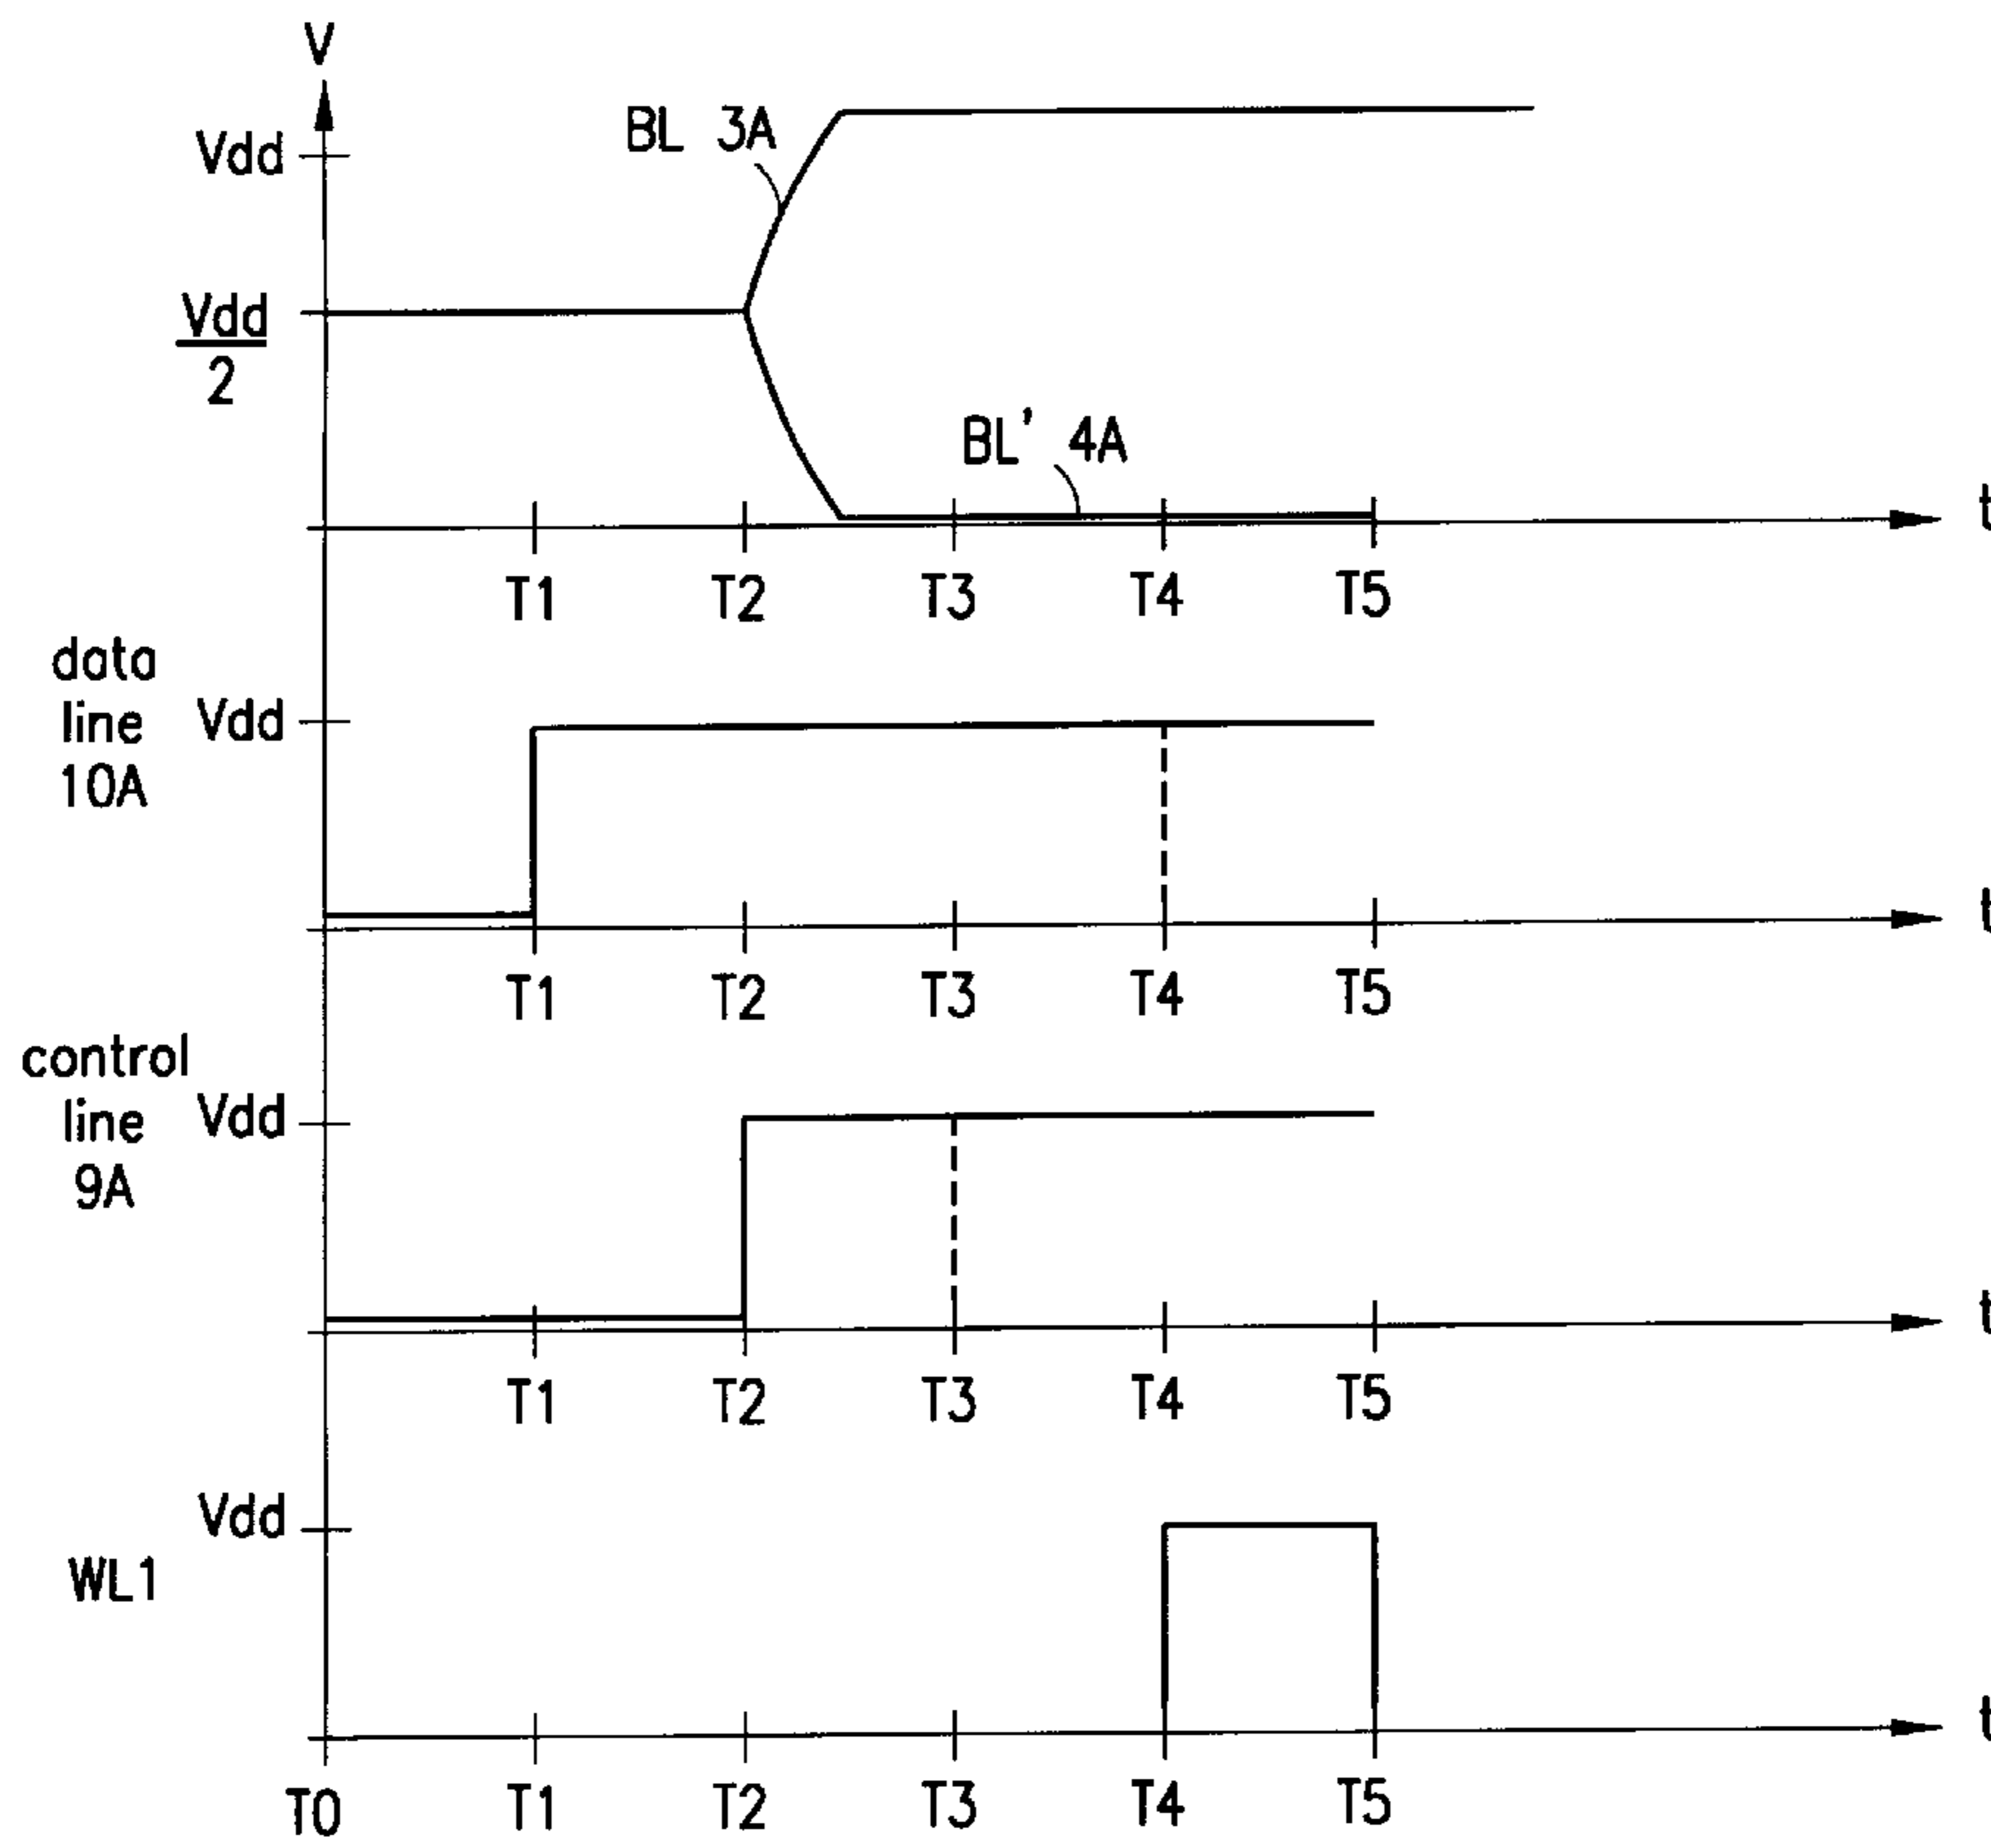 V
Vdd
BL 3A
Vdd
2
BL' 4A
t
T1 T2 T3 T4 T5
data
line
10A
Vdd
t
T1 T2 T3 T4 T5
control
line
9A
Vdd
t
T1 T2 T3 T4 T5
Vdd
WL1
t
T0 T1 T2 T3 T4 T5